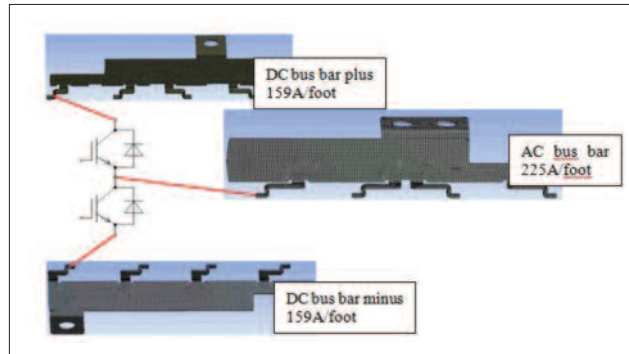 DC bus bar plus
159A/foot
AC bus bar
225A/foot
DC bus bar minus
159A/foot